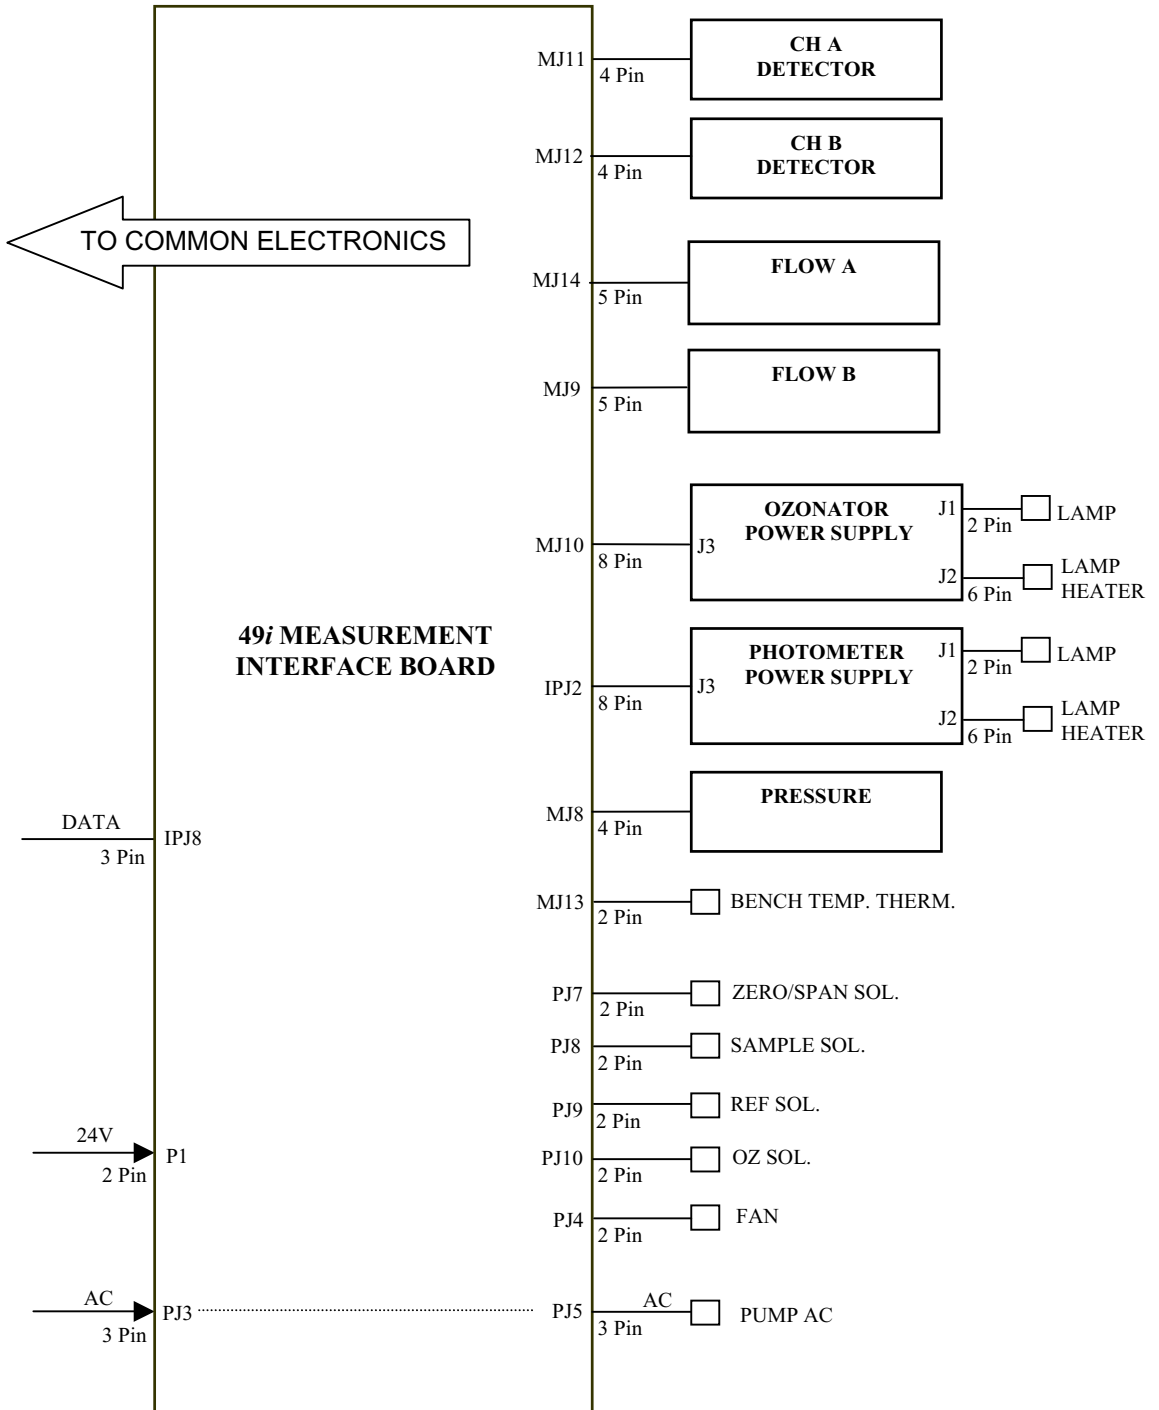 MJ11
4 Pin
CH A
DETECTOR
MJ12
4 Pin
CH B
DETECTOR
TO COMMON ELECTRONICS
MJ14
5 Pin
FLOW A
MJ9
5 Pin
FLOW B
MJ10
8 Pin
J3
OZONATOR
POWER SUPPLY
J1
2 Pin
LAMP
J2
6 Pin
LAMP
HEATER
49i MEASUREMENT
INTERFACE BOARD
IPJ2
8 Pin
J3
PHOTOMETER
POWER SUPPLY
J1
2 Pin
LAMP
J2
6 Pin
LAMP
HEATER
MJ8
4 Pin
PRESSURE
DATA
3 Pin
IPJ8
MJ13
2 Pin
BENCH TEMP. THERM.
PJ7
2 Pin
ZERO/SPAN SOL.
PJ8
2 Pin
SAMPLE SOL.
PJ9
2 Pin
REF SOL.
24V
2 Pin
P1
PJ10
2 Pin
OZ SOL.
PJ4
2 Pin
FAN
AC
3 Pin
PJ3
PJ5
AC
3 Pin
PUMP AC